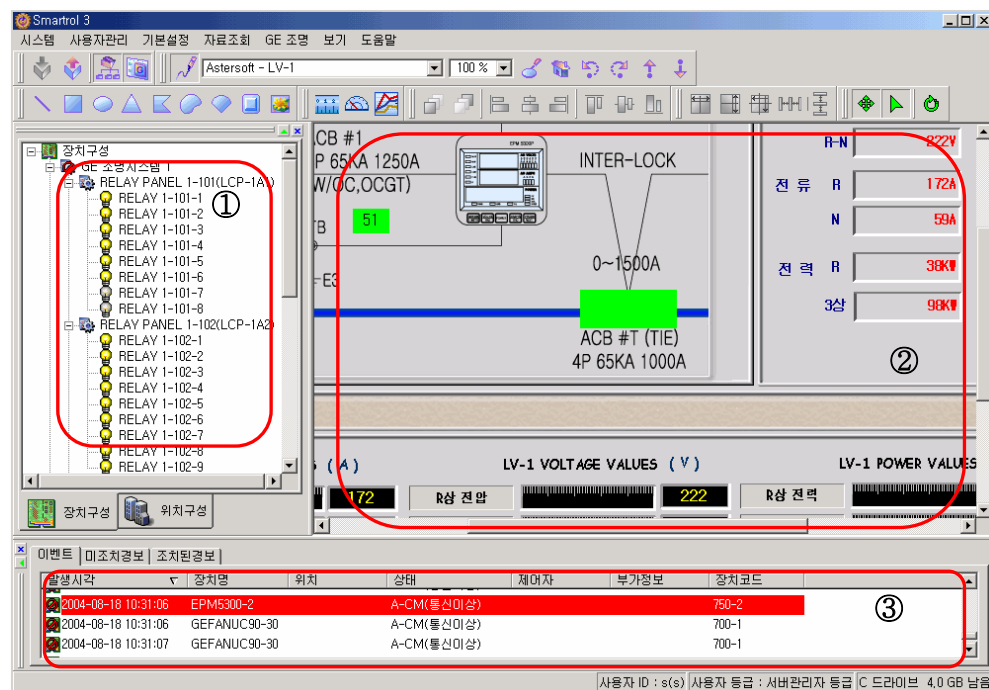 Smartrol 3
시스템 사용자관리 기본설정 자료조회 GE 조명 보기 도움말
Astersoft - LV-1 100 %
장치구성
GE 조명시스템 1
RELAY PANEL 1-101(LCP-1A1)
RELAY 1-101-1
RELAY 1-101-2
RELAY 1-101-3
RELAY 1-101-4
RELAY 1-101-5
RELAY 1-101-6
RELAY 1-101-7
RELAY 1-101-8
RELAY PANEL 1-102(LCP-1A2)
RELAY 1-102-1
RELAY 1-102-2
RELAY 1-102-3
RELAY 1-102-4
RELAY 1-102-5
RELAY 1-102-6
RELAY 1-102-7
RELAY 1-102-8
RELAY 1-102-9
①
장치구성 위치구성
CB #1
P 65KA 1250A
W/OC,OCGT)
TB 51
-E3
INTER-LOCK
0~1500A
ACB #T (TIE)
4P 65KA 1000A
R-N 222V
전 류 R 172A
N 59A
전 력 R 38KW
3상 98KW
②
(A) LV-1 VOLTAGE VALUES (V) LV-1 POWER VALUES
172 R상 전압 222 R상 전력
이벤트 미조치경보 조치된경보
발생시각 장치명 위치 상태 제어자 부가정보 장치코드
2004-08-18 10:31:06 EPM5300-2 A-CM(통신이상) 750-2
2004-08-18 10:31:06 GEFANUC90-30 A-CM(통신이상) 700-1
2004-08-18 10:31:07 GEFANUC90-30 A-CM(통신이상) 700-1
③
사용자 ID : s(s) 사용자 등급 : 서버관리자 등급 C 드라이브 4.0 GB 남음